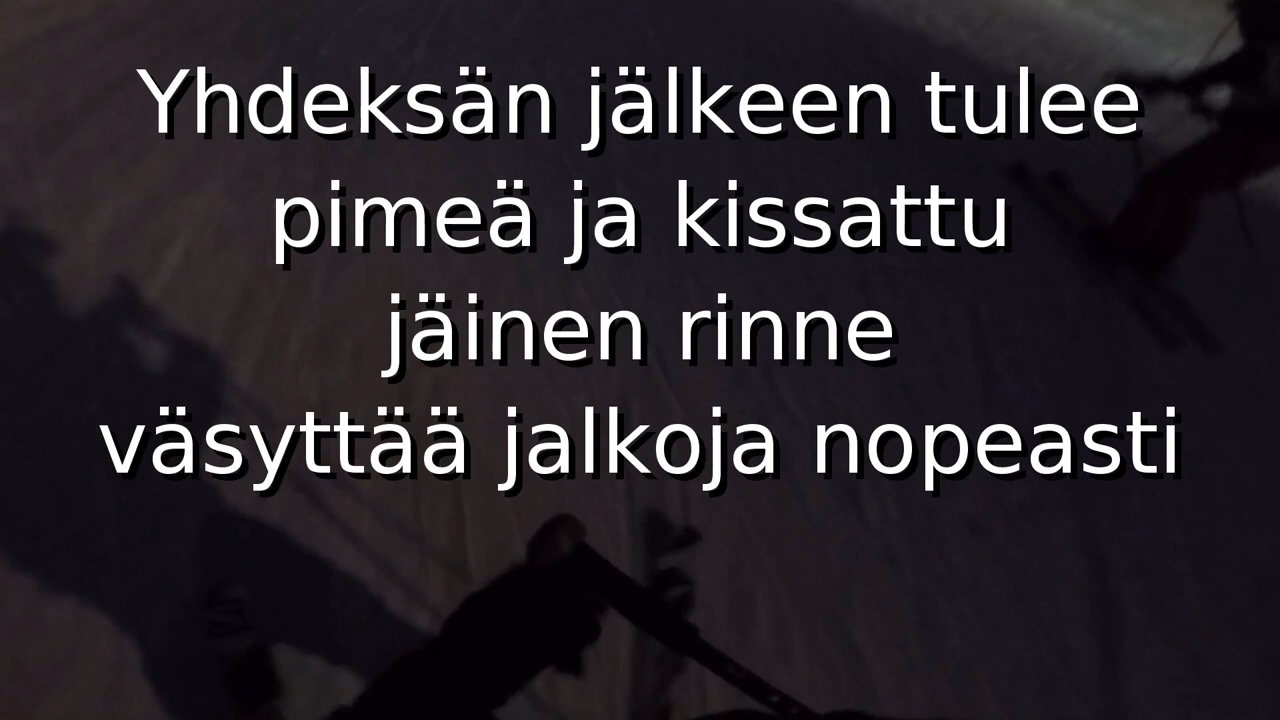 Yhdeksän jälkeen tulee
pimeä ja kissattu
jäinen rinne
väsyttää jalkoja nopeasti